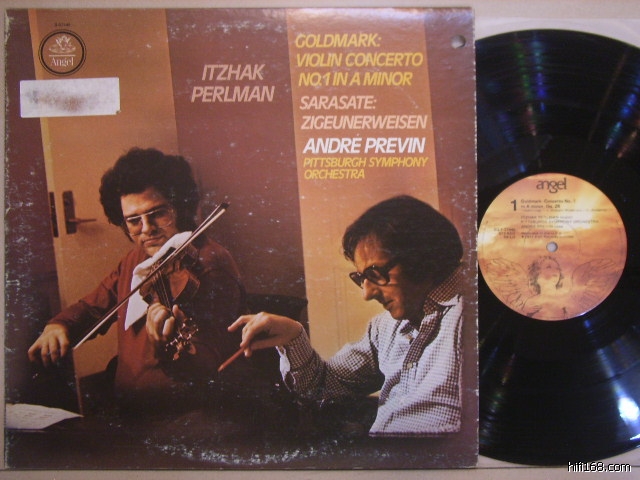 Angel
ITZHAK
PERLMAN
GOLDMARK:
VIOLIN CONCERTO
NO.1 IN A MINOR
SARASATE:
ZIGEUNERWEISEN
ANDRÉ PREVIN
PITTSBURGH SYMPHONY
ORCHESTRA
angel
1
hifi168.com